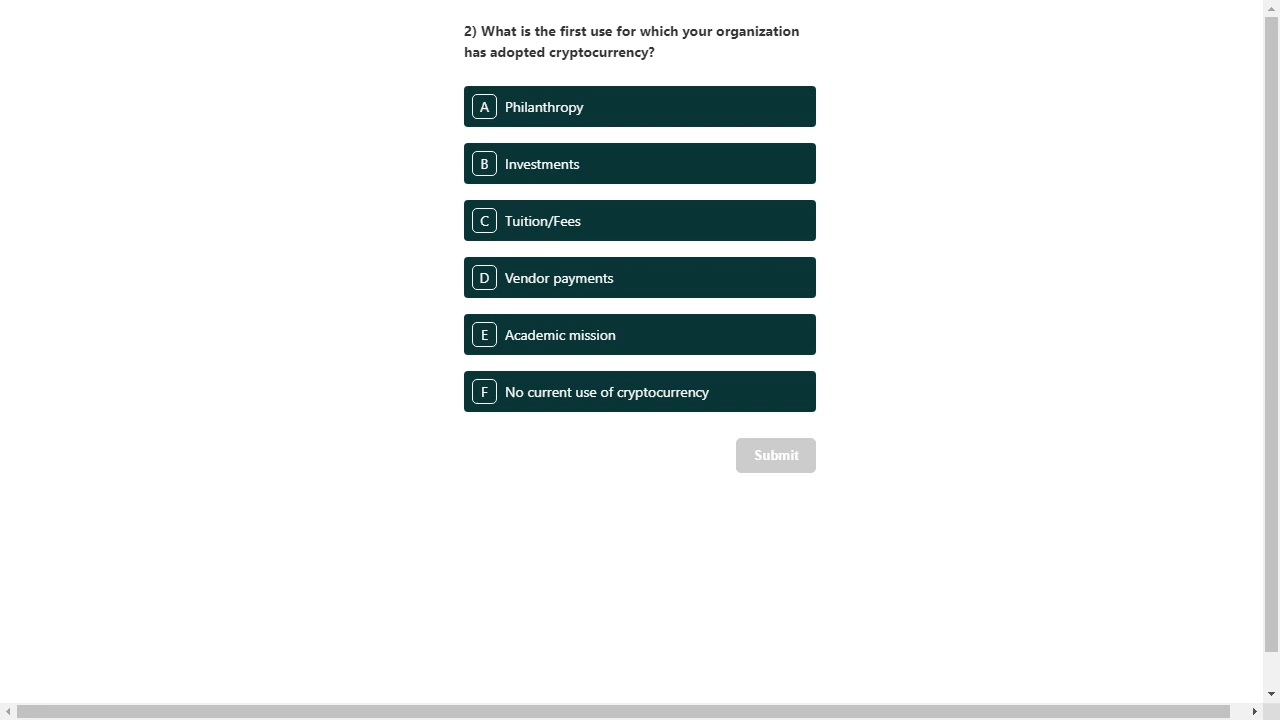 2) What is the first use for which your organization
has adopted cryptocurrency?
A Philanthropy
B Investments
C Tuition/Fees
D Vendor payments
E Academic mission
F No current use of cryptocurrency
Submit